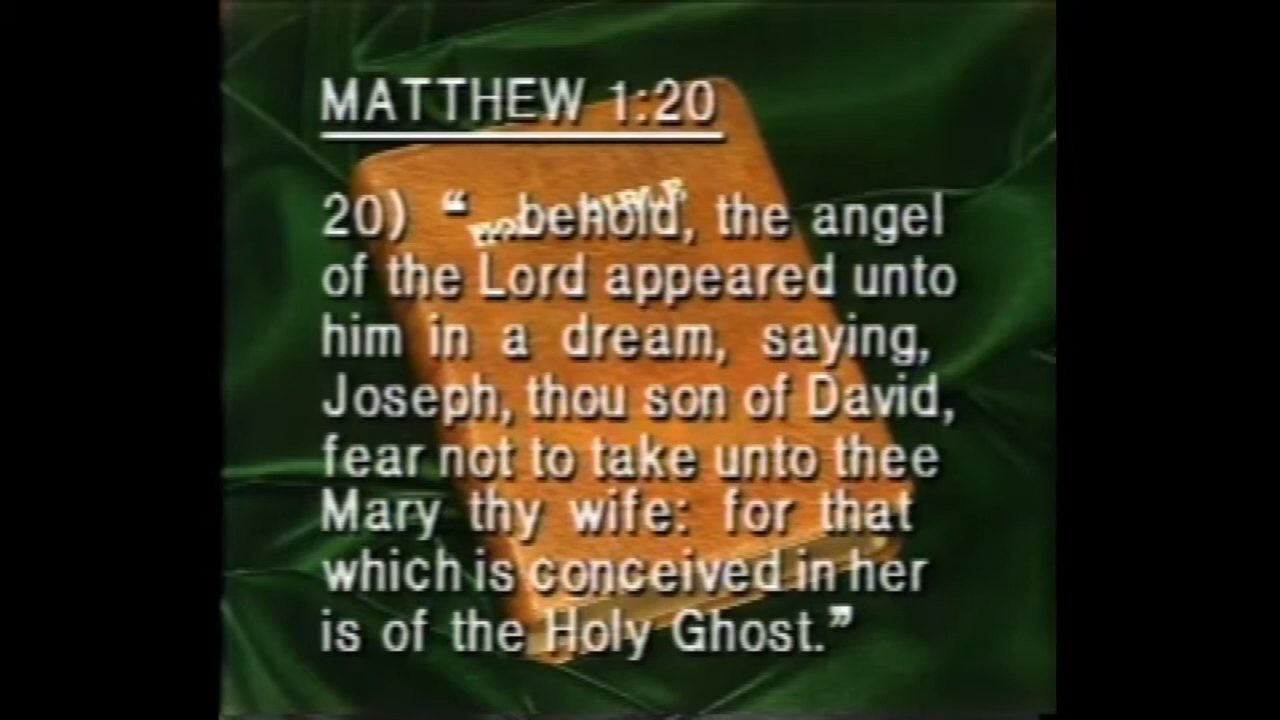 MATTHEW 1:20
HOLY BIBLE
20) “...behold, the angel
of the Lord appeared unto
him in a dream, saying,
Joseph, thou son of David,
fear not to take unto thee
Mary thy wife: for that
which is conceived in her
is of the Holy Ghost.”